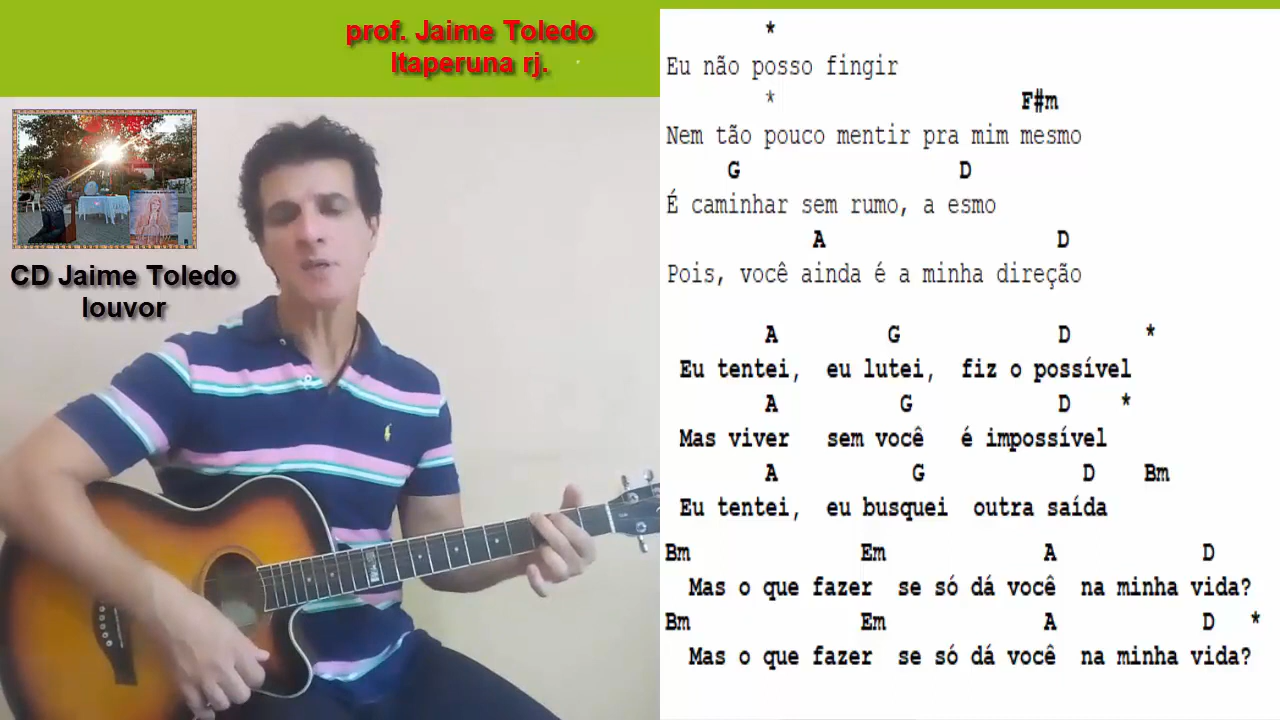 prof. Jaime Toledo
Itaperuna rj.
CD Jaime Toledo
louvor
*
Eu não posso fingir
* F#m
Nem tão pouco mentir pra mim mesmo
G D
É caminhar sem rumo, a esmo
A D
Pois, você ainda é a minha direção
A G D *
Eu tentei, eu lutei, fiz o possível
A G D *
Mas viver sem você é impossível
A G D Bm
Eu tentei, eu busquei outra saída
Bm Em A D
Mas o que fazer se só dá você na minha vida?
Bm Em A D *
Mas o que fazer se só dá você na minha vida?